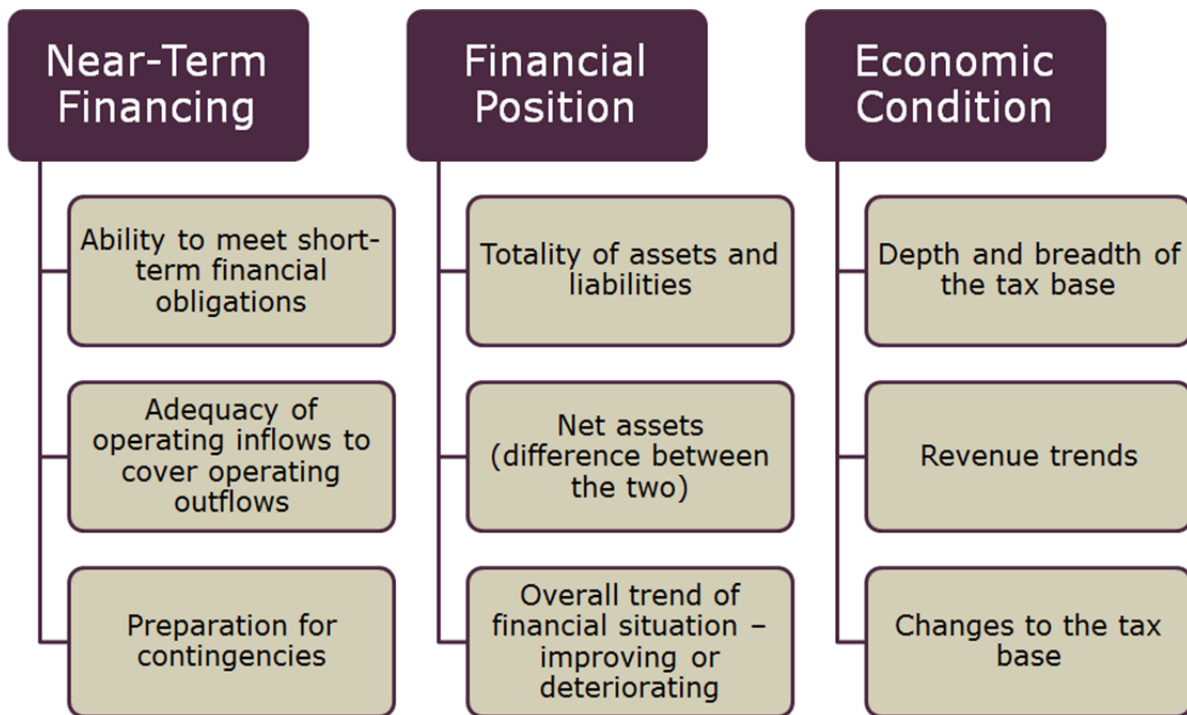 Near-Term
Financing
Ability to meet short-
term financial
obligations
Adequacy of
operating inflows to
cover operating
outflows
Preparation for
contingencies
Financial
Position
Totality of assets and
liabilities
Net assets
(difference between
the two)
Overall trend of
financial situation –
improving or
deteriorating
Economic
Condition
Depth and breadth of
the tax base
Revenue trends
Changes to the tax
base